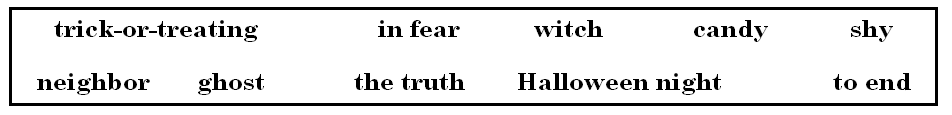 trick-or-treating in fear witch candy shy
neighbor ghost the truth Halloween night to end